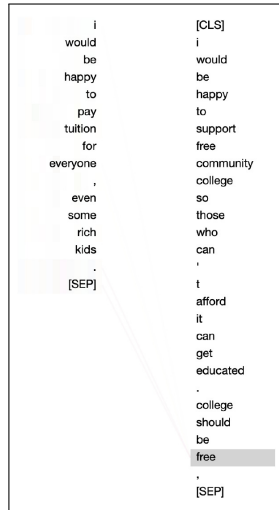 i
would
be
happy
to
pay
tuition
for
everyone
,
even
some
rich
kids
.
[SEP]
[CLS]
i
would
be
happy
to
support
free
community
college
so
those
who
can
'
t
afford
it
can
get
educated
.
college
should
be
free
,
[SEP]